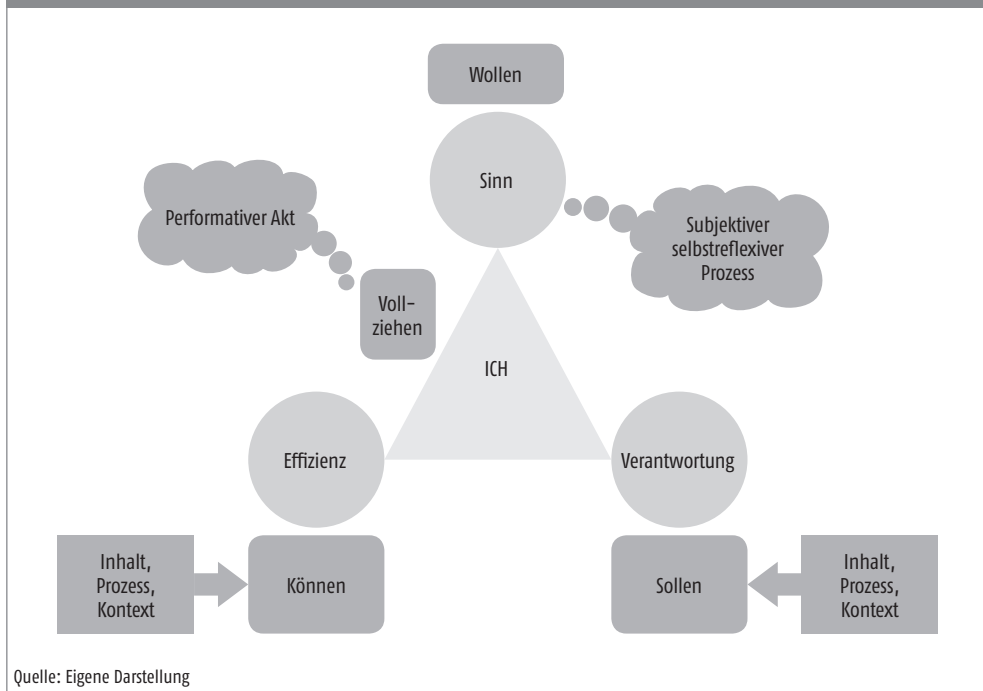 Wollen
Sinn
Performativer Akt
Subjektiver
selbstreflexiver
Prozess
Voll-
ziehen
ICH
Effizienz
Verantwortung
Inhalt,
Prozess,
Kontext
Können
Sollen
Inhalt,
Prozess,
Kontext
Quelle: Eigene Darstellung